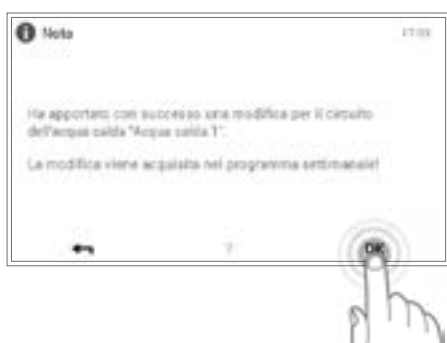 Nota
17:03
Ha apportato con successo una modifica per il circuito
dell'acqua calda "Acqua calda 1".
La modifica viene acquisita nel programma settimanale!
?
OK